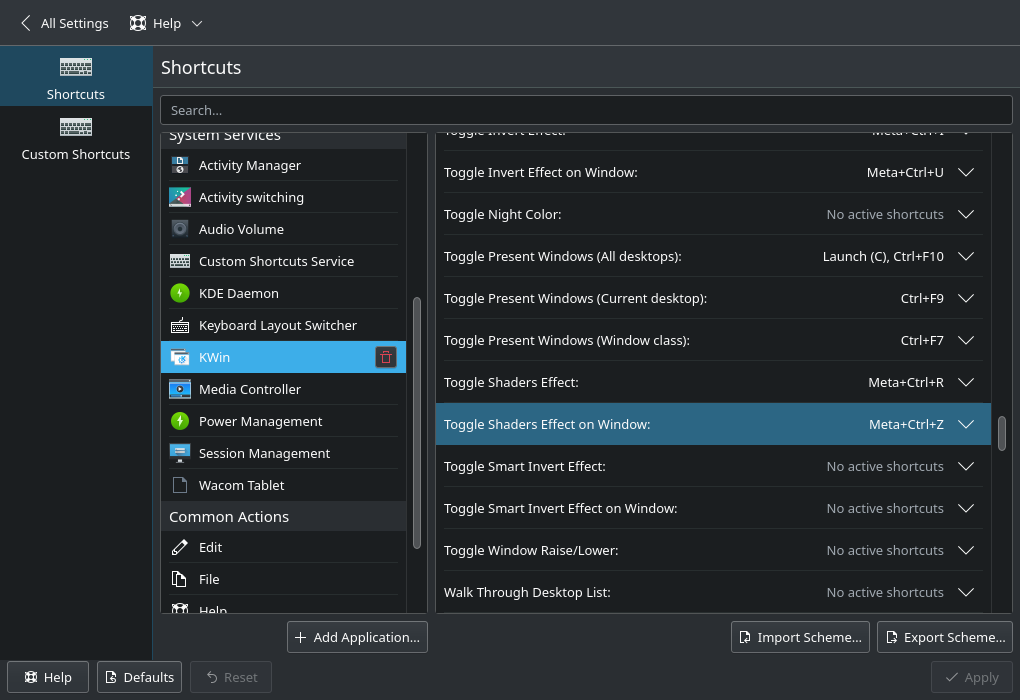 All Settings
Help
Shortcuts
Custom Shortcuts
Shortcuts
Search...
System Services
Activity Manager
Activity switching
Audio Volume
Custom Shortcuts Service
KDE Daemon
Keyboard Layout Switcher
KWin
Media Controller
Power Management
Session Management
Wacom Tablet
Common Actions
Edit
File
Help
Toggle Invert Effect: Meta+Ctrl+I
Toggle Invert Effect on Window: Meta+Ctrl+U
Toggle Night Color: No active shortcuts
Toggle Present Windows (All desktops): Launch (C), Ctrl+F10
Toggle Present Windows (Current desktop): Ctrl+F9
Toggle Present Windows (Window class): Ctrl+F7
Toggle Shaders Effect: Meta+Ctrl+R
Toggle Shaders Effect on Window: Meta+Ctrl+Z
Toggle Smart Invert Effect: No active shortcuts
Toggle Smart Invert Effect on Window: No active shortcuts
Toggle Window Raise/Lower: No active shortcuts
Walk Through Desktop List: No active shortcuts
Add Application...
Import Scheme...
Export Scheme...
Help
Defaults
Reset
Apply